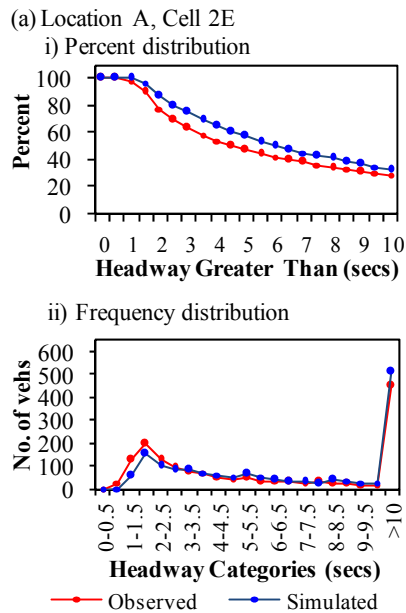 (a) Location A, Cell 2E
i) Percent distribution
Percent
100
80
60
40
20
0
0 1 2 3 4 5 6 7 8 9 10
Headway Greater Than (secs)
ii) Frequency distribution
No. of vehs
600
500
400
300
200
100
0
0-0.5 1-1.5 2-2.5 3-3.5 4-4.5 5-5.5 6-6.5 7-7.5 8-8.5 9-9.5 >10
Headway Categories (secs)
Observed Simulated